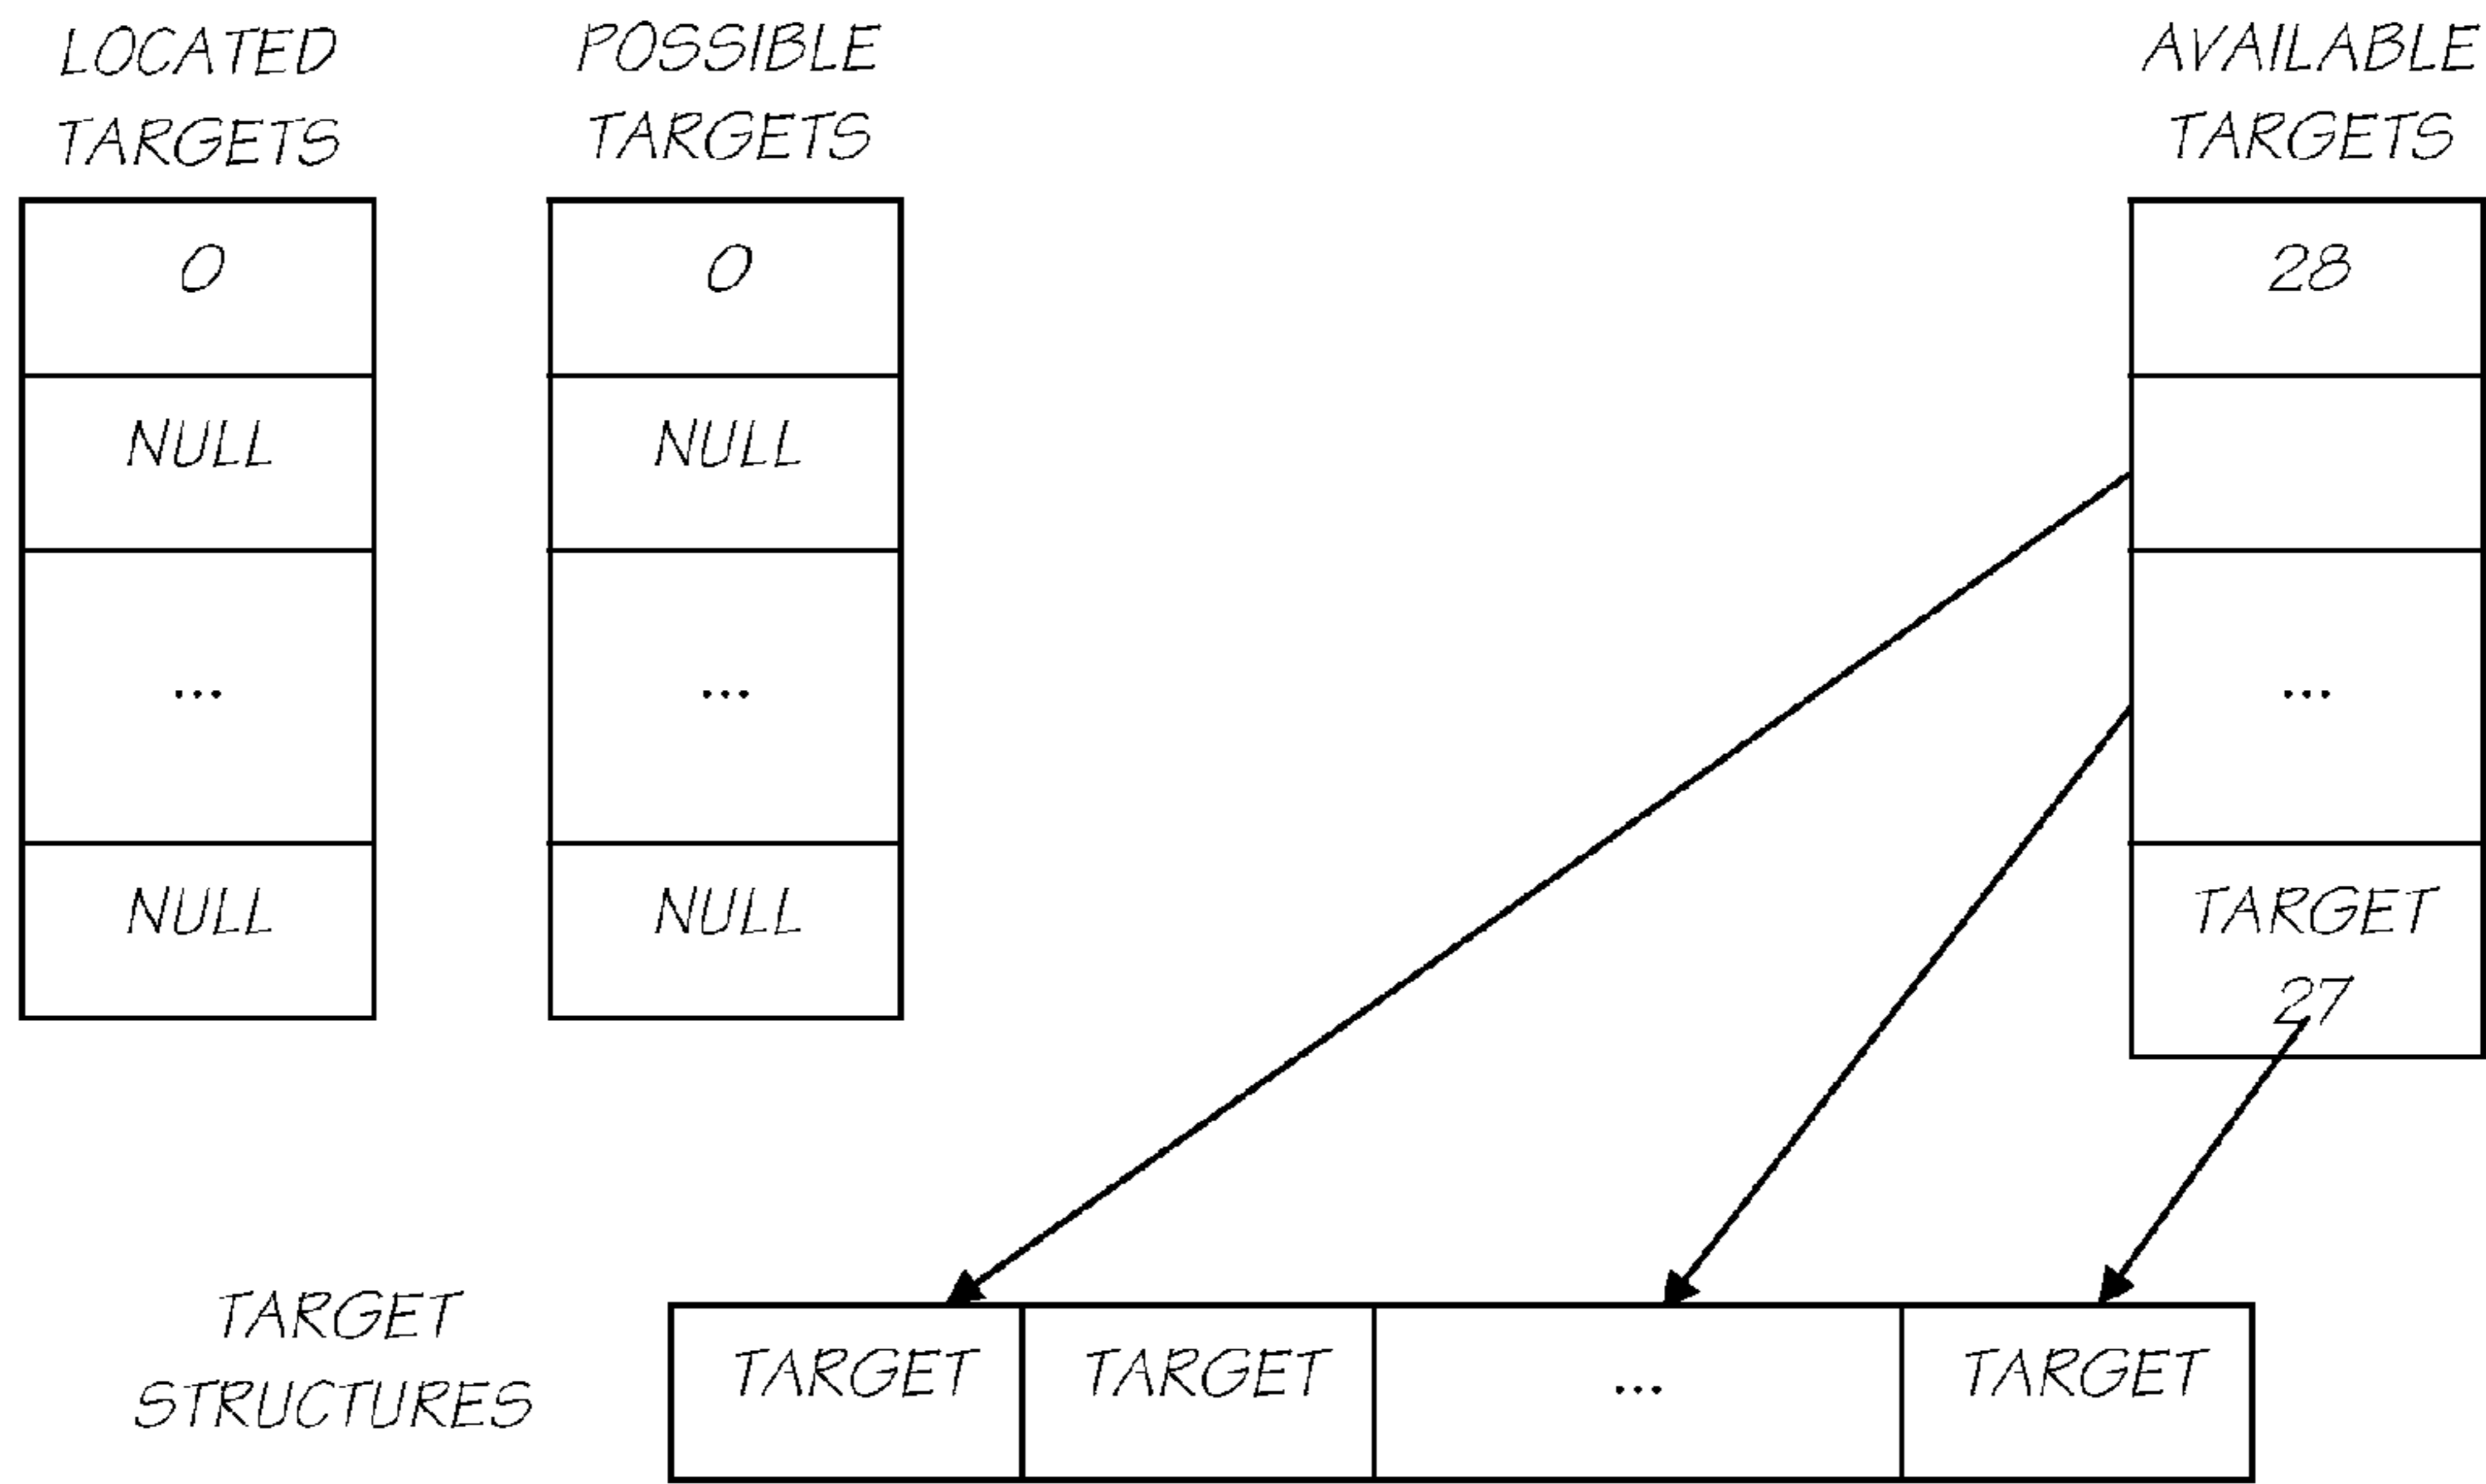 LOCATED
TARGETS
0
NULL
...
NULL
POSSIBLE
TARGETS
0
NULL
...
NULL
AVAILABLE
TARGETS
28
...
TARGET
27
TARGET
STRUCTURES
TARGET
TARGET
...
TARGET